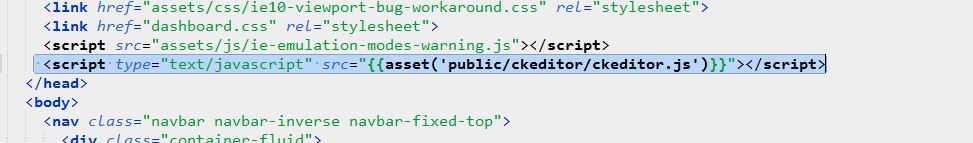 <link href="assets/css/ie10-viewport-bug-workaround.css" rel="stylesheet">
<link href="dashboard.css" rel="stylesheet">
<script src="assets/js/ie-emulation-modes-warning.js"></script>
<script type="text/javascript" src="{{asset('public/ckeditor/ckeditor.js')}}"></script>
</head>
<body>
<nav class="navbar navbar-inverse navbar-fixed-top">
<div class="container-fluid">